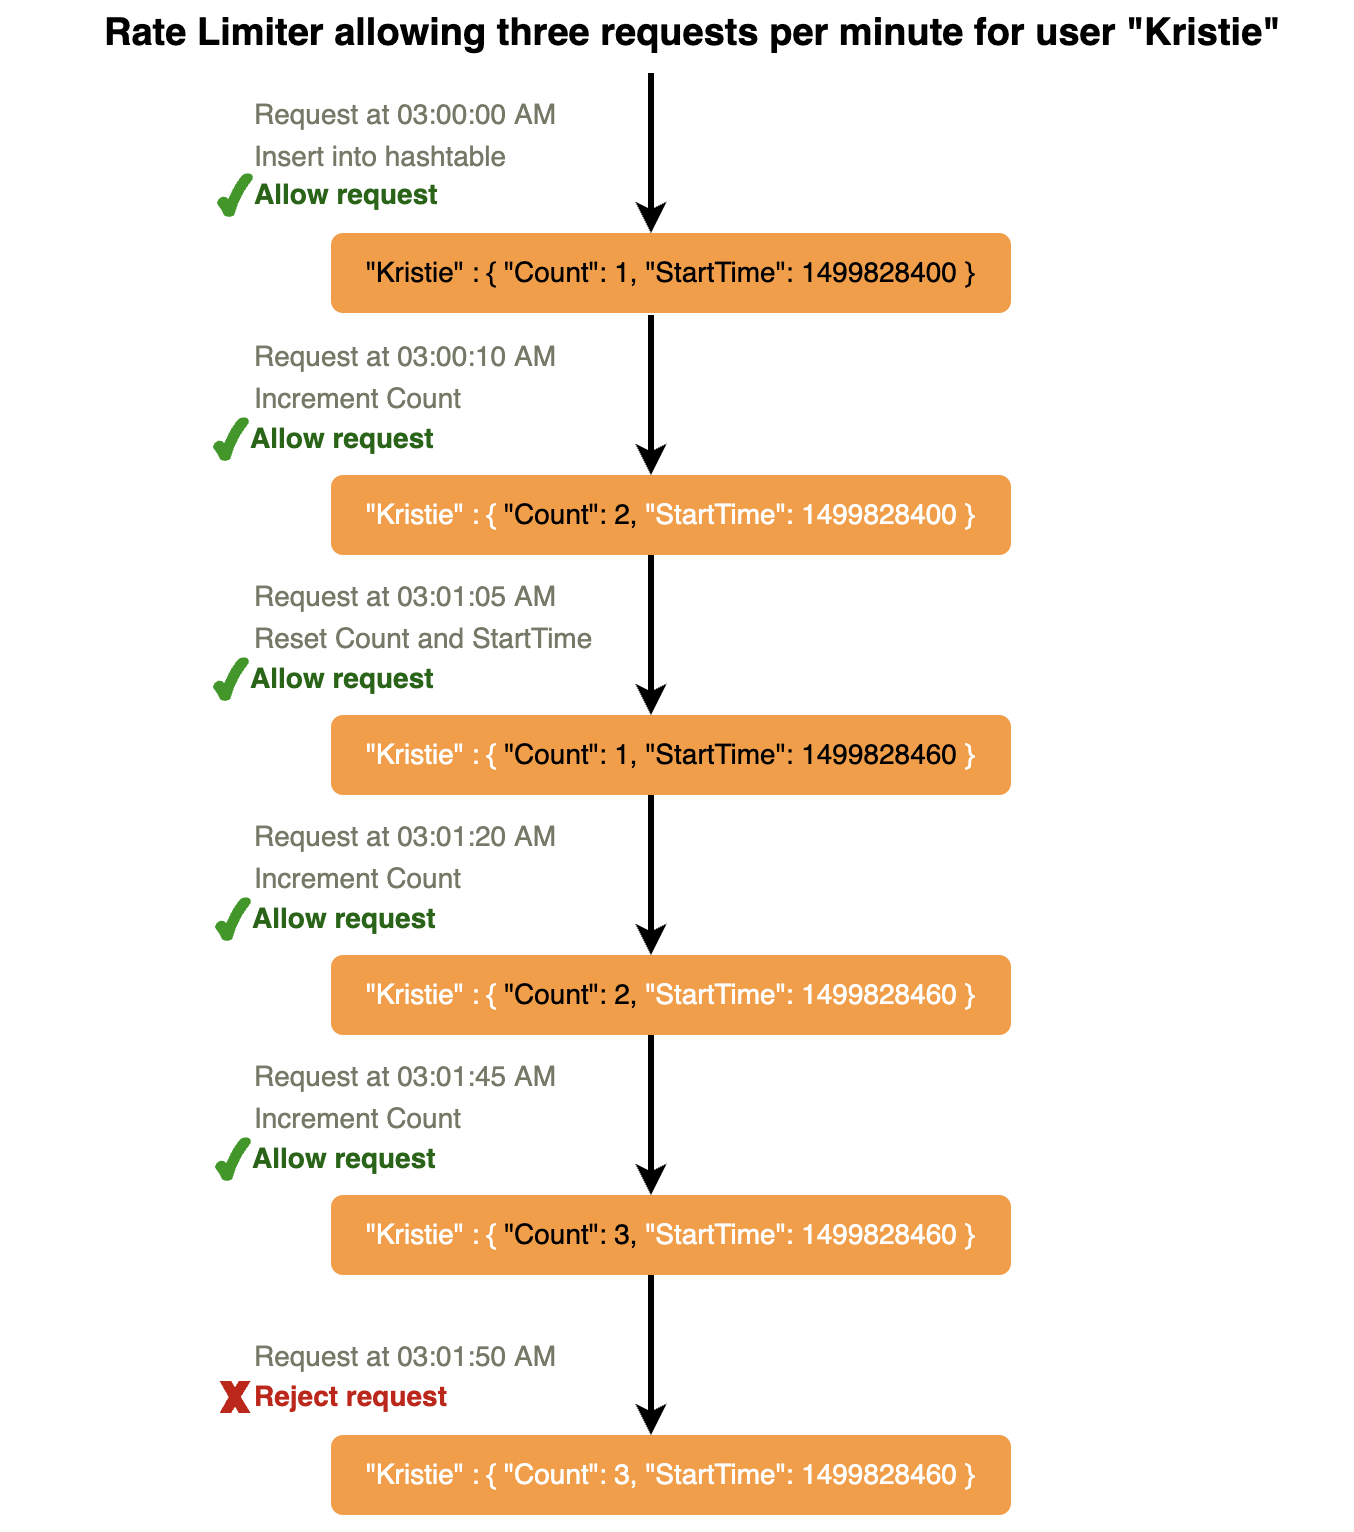 Rate Limiter allowing three requests per minute for user "Kristie"
Request at 03:00:00 AM
Insert into hashtable
Allow request
"Kristie" : { "Count": 1, "StartTime": 1499828400 }
Request at 03:00:10 AM
Increment Count
Allow request
"Kristie" : { "Count": 2, "StartTime": 1499828400 }
Request at 03:01:05 AM
Reset Count and StartTime
Allow request
"Kristie" : { "Count": 1, "StartTime": 1499828460 }
Request at 03:01:20 AM
Increment Count
Allow request
"Kristie" : { "Count": 2, "StartTime": 1499828460 }
Request at 03:01:45 AM
Increment Count
Allow request
"Kristie" : { "Count": 3, "StartTime": 1499828460 }
Request at 03:01:50 AM
Reject request
"Kristie" : { "Count": 3, "StartTime": 1499828460 }